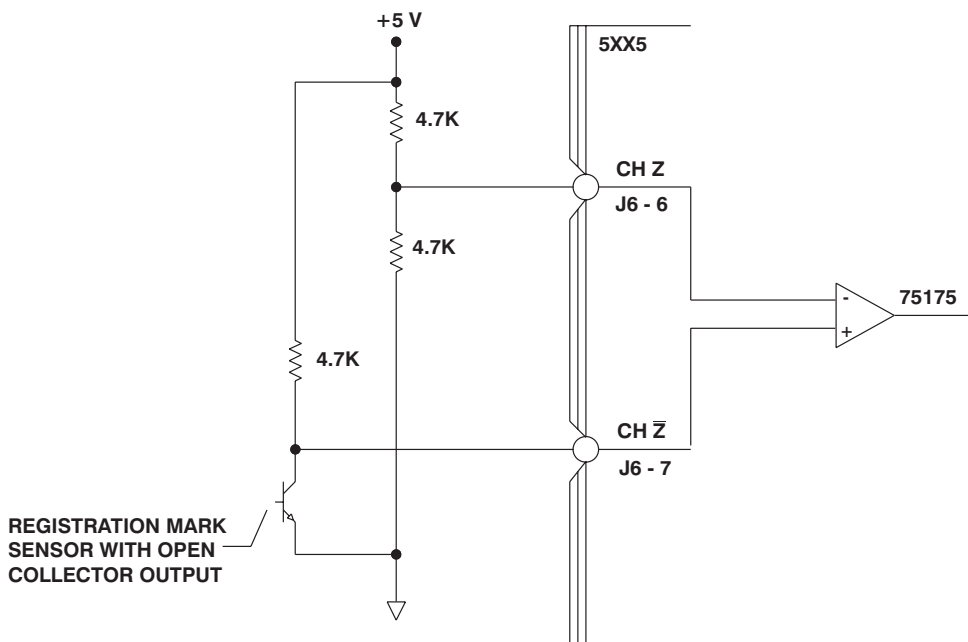 +5 V
5XX5
4.7K
CH Z
J6 - 6
4.7K
75175
-
+
4.7K
CH Z̅
J6 - 7
REGISTRATION MARK
SENSOR WITH OPEN
COLLECTOR OUTPUT